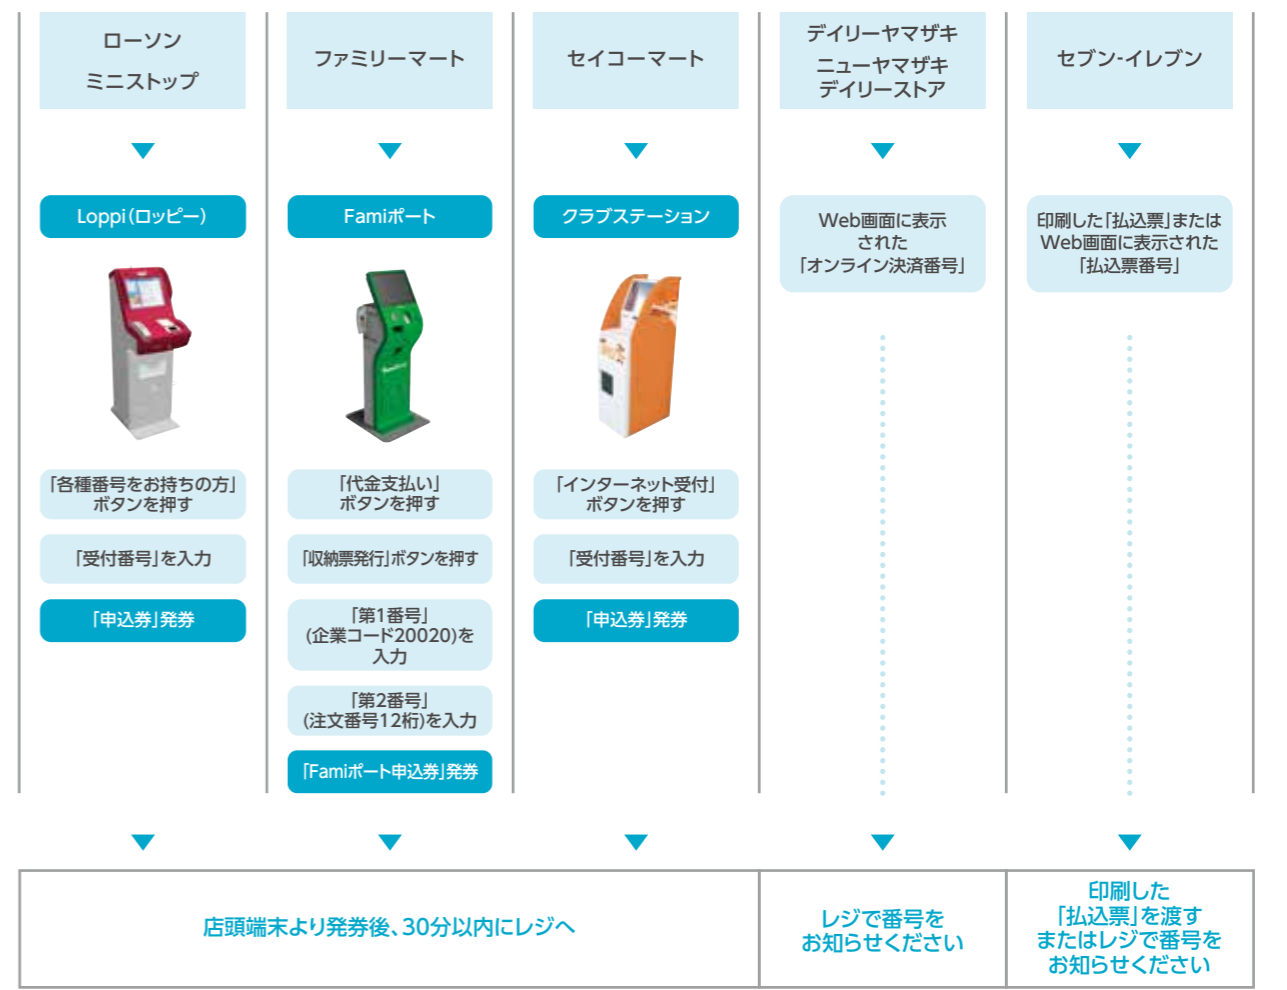 ローソン
ミニストップ
Loppi（ロッピー）
「各種番号をお持ちの方」
ボタンを押す
「受付番号」を入力
「申込券」発券
ファミリーマート
Famiポート
「代金支払い」
ボタンを押す
「収納票発行」ボタンを押す
「第1番号」
(企業コード20020)を
入力
「第2番号」
(注文番号12桁)を入力
「Famiポート申込券」発券
セイコーマート
クラブステーション
「インターネット受付」
ボタンを押す
「受付番号」を入力
「申込券」発券
デイリーヤマザキ
ニューヤマザキ
デイリーストア
Web画面に表示
された
「オンライン決済番号」
セブン-イレブン
印刷した「払込票」または
Web画面に表示された
「払込票番号」
店頭端末より発券後、30分以内にレジへ
レジで番号を
お知らせください
印刷した
「払込票」を渡す
またはレジで番号を
お知らせください